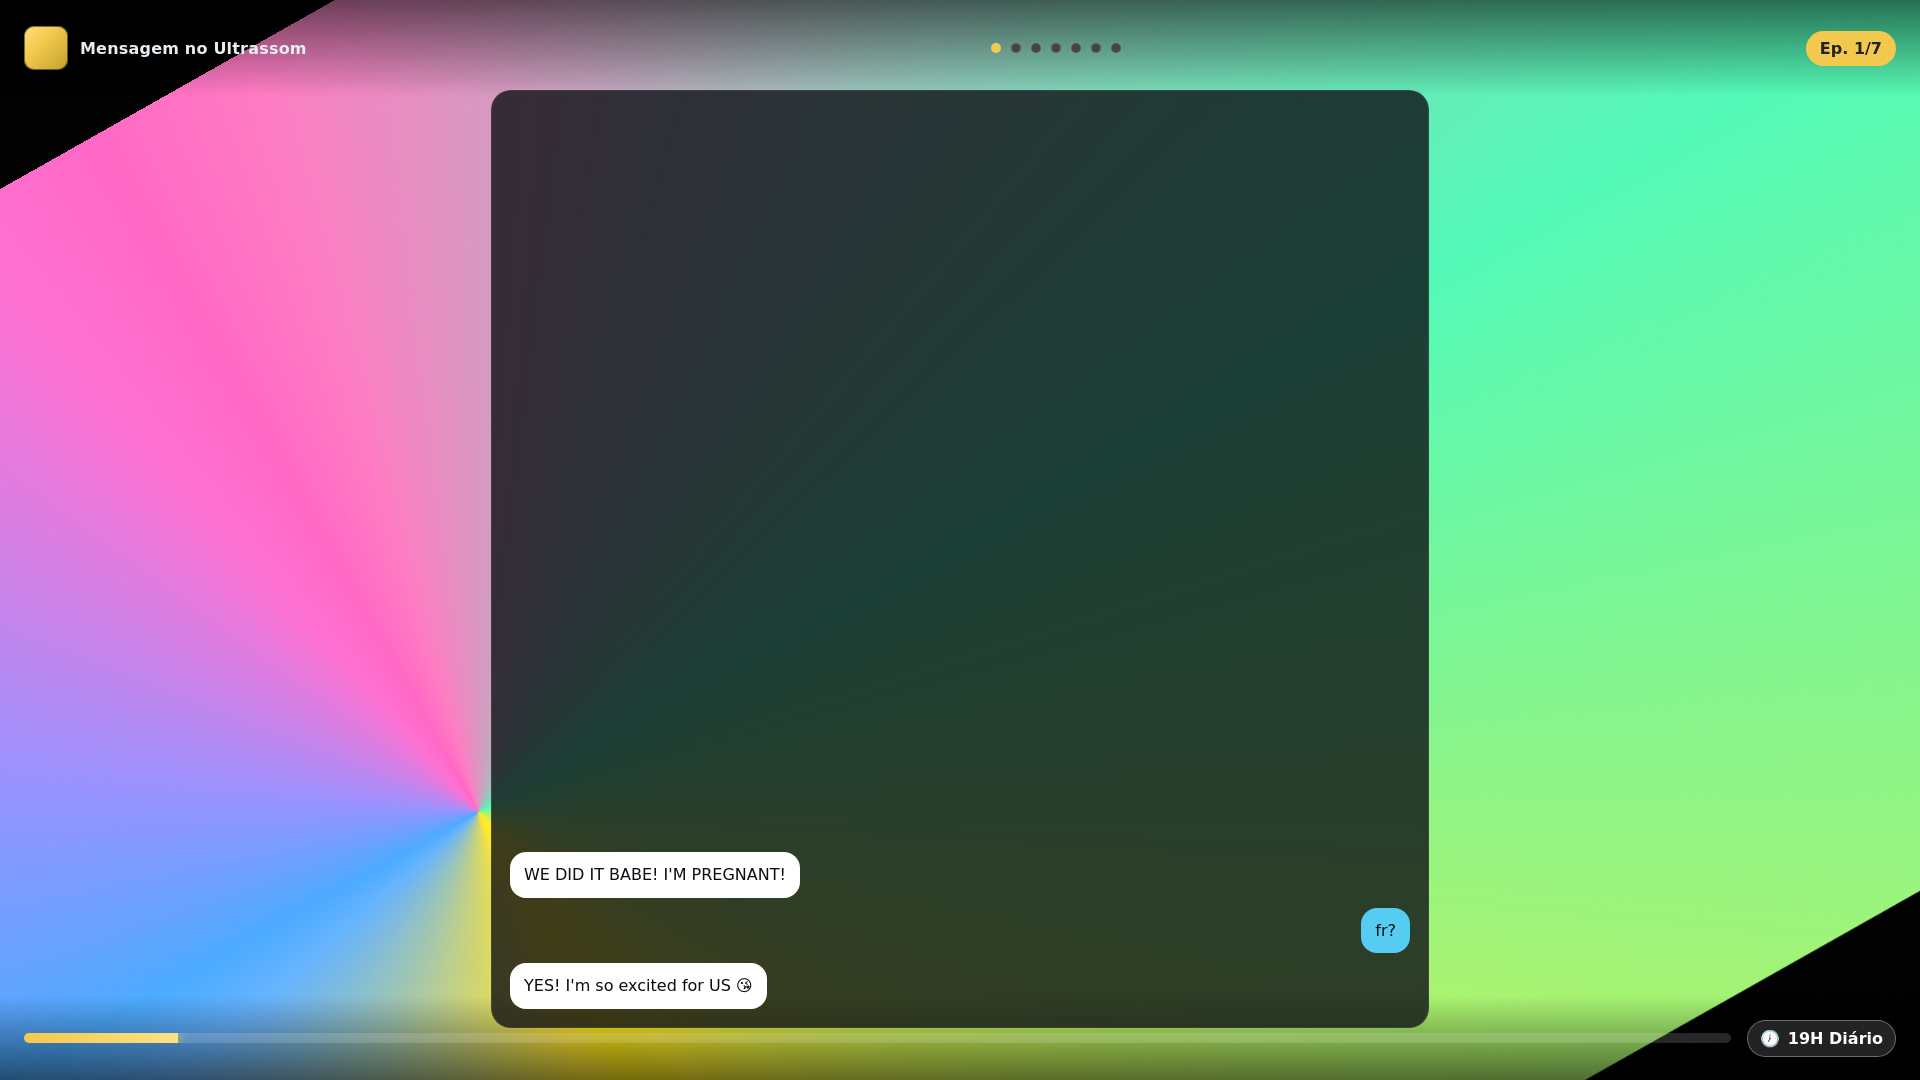 Mensagem no Ultrassom
Ep. 1/7
WE DID IT BABE! I'M PREGNANT!
fr?
YES! I'm so excited for US 😘
🕖 19H Diário